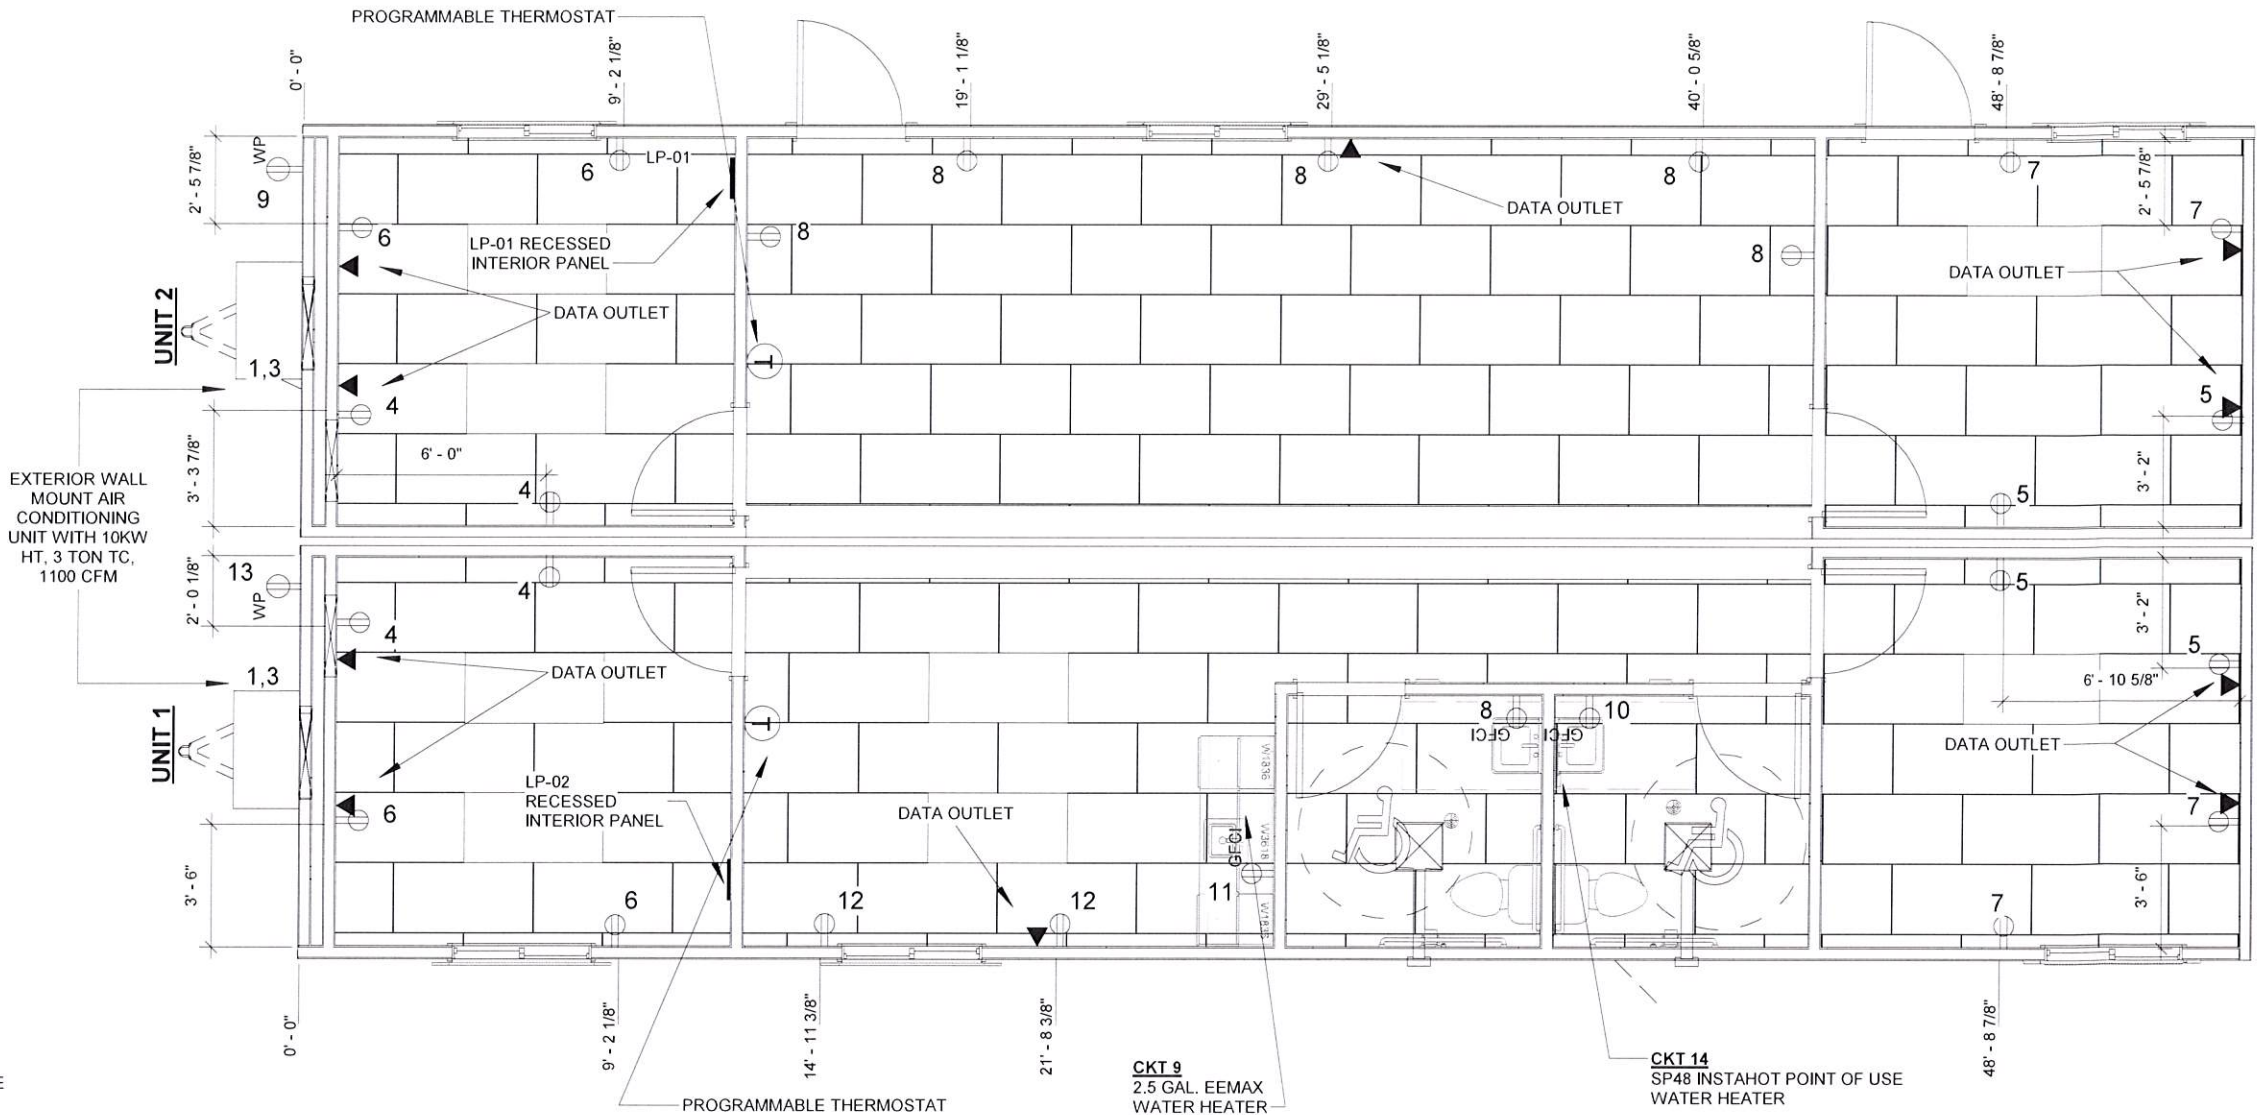 PROGRAMMABLE THERMOSTAT
0' - 0"
9' - 2 1/8"
19' - 1 1/8"
29' - 5 1/8"
40' - 0 5/8"
48' - 8 7/8"
2' - 5 7/8"
WP
9
6
LP-01
8
8
8
7
2' - 5 7/8"
7
DATA OUTLET
6
LP-01 RECESSED
INTERIOR PANEL
8
8
DATA OUTLET
DATA OUTLET
UNIT 2
1,3
T
4
5
3' - 3 7/8"
6' - 0"
3' - 2"
4
5
EXTERIOR WALL
MOUNT AIR
CONDITIONING
UNIT WITH 10KW
HT, 3 TON TC,
1100 CFM
13
WP
2' - 0 1/8"
4
5
3' - 2"
4
5
DATA OUTLET
6' - 10 5/8"
1,3
UNIT 1
T
8
GFCI
10
GFCI
DATA OUTLET
W1836
W3618
W1836
GFCI
LP-02
RECESSED
INTERIOR PANEL
DATA OUTLET
6
7
3' - 6"
6
12
12
11
7
3' - 6"
0' - 0"
9' - 2 1/8"
14' - 11 3/8"
21' - 8 3/8"
48' - 8 7/8"
CKT 9
2.5 GAL. EEMAX
WATER HEATER
CKT 14
SP48 INSTAHOT POINT OF USE
WATER HEATER
PROGRAMMABLE THERMOSTAT